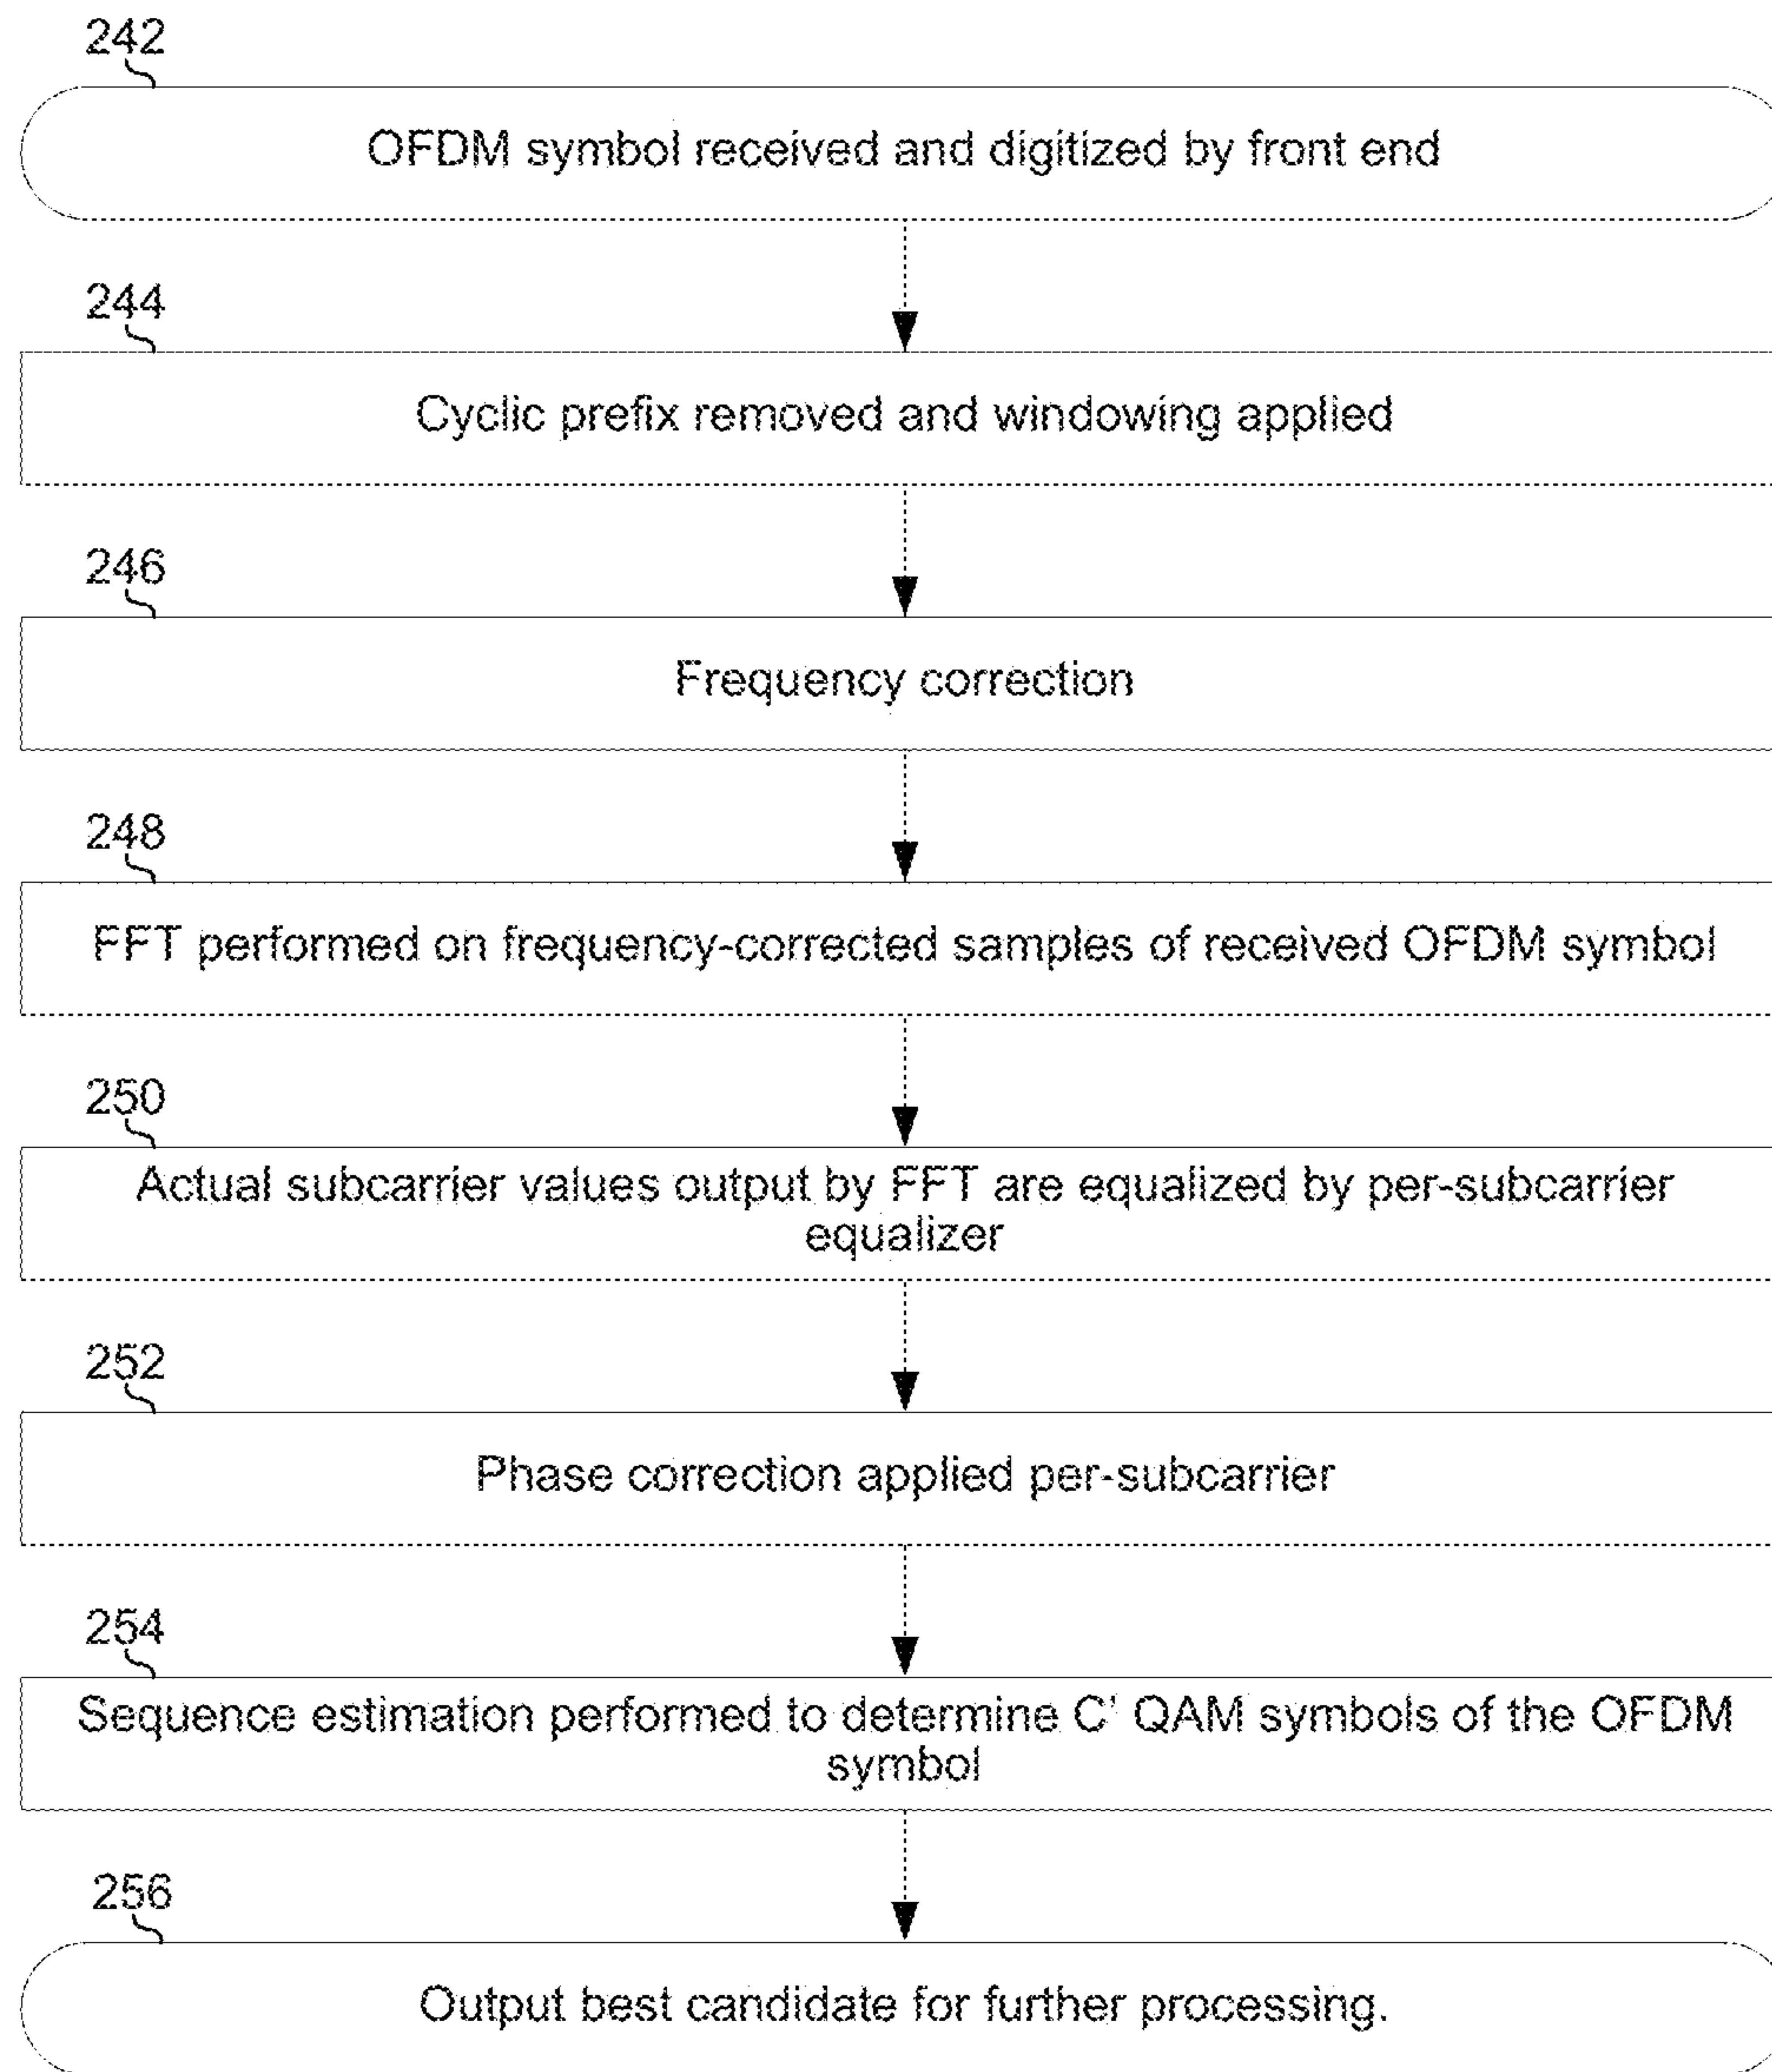 242
OFDM symbol received and digitized by front end
244
Cyclic prefix removed and windowing applied
246
Frequency correction
248
FFT performed on frequency-corrected samples of received OFDM symbol
250
Actual subcarrier values output by FFT are equalized by per-subcarrier
equalizer
252
Phase correction applied per-subcarrier
254
Sequence estimation performed to determine C' QAM symbols of the OFDM
symbol
256
Output best candidate for further processing.